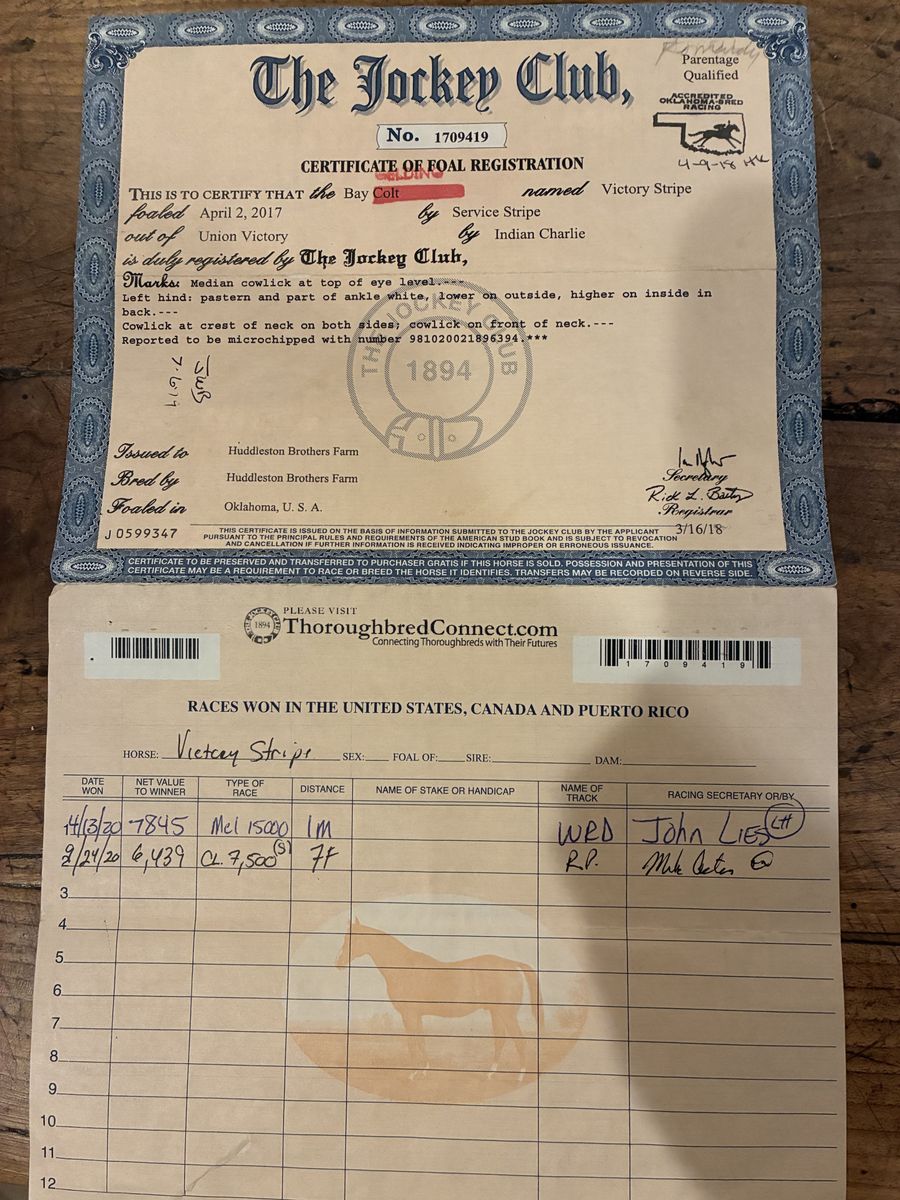 Parentage
Qualified
ACCREDITED
OKLAHOMA-BRED
RACING
4-9-18 HK
The Jockey Club,
No. 1709419
CERTIFICATE OF FOAL REGISTRATION
GELDING
THIS IS TO CERTIFY THAT the Bay Colt named Victory Stripe
foaled April 2, 2017 by Service Stripe
out of Union Victory by Indian Charlie
is duly registered by The Jockey Club,
Marks: Median cowlick at top of eye level.---
Left hind: pastern and part of ankle white, lower on outside, higher on inside in
back.---
Cowlick at crest of neck on both sides; cowlick on front of neck.---
Reported to be microchipped with number 981020021896394.***
THE JOCKEY CLUB
1894
JWB
Issued to Huddleston Brothers Farm
Bred by Huddleston Brothers Farm
Secretary
Registrar
Foaled in Oklahoma, U. S. A.
3/16/18
J 0599347
THIS CERTIFICATE IS ISSUED ON THE BASIS OF INFORMATION SUBMITTED TO THE JOCKEY CLUB BY THE APPLICANT
PURSUANT TO THE PRINCIPAL RULES AND REQUIREMENTS OF THE AMERICAN STUD BOOK AND IS SUBJECT TO REVOCATION
AND CANCELLATION IF FURTHER INFORMATION IS RECEIVED INDICATING IMPROPER OR ERRONEOUS ISSUANCE.
CERTIFICATE TO BE PRESERVED AND TRANSFERRED TO PURCHASER GRATIS IF THIS HORSE IS SOLD. POSSESSION AND PRESENTATION OF THIS
CERTIFICATE MAY BE A REQUIREMENT TO RACE OR BREED THE HORSE IT IDENTIFIES. TRANSFERS MAY BE RECORDED ON REVERSE SIDE.
PLEASE VISIT
1894
ThoroughbredConnect.com
Connecting Thoroughbreds with Their Futures
1709419
RACES WON IN THE UNITED STATES, CANADA AND PUERTO RICO
HORSE: Victory Stripe SEX: FOAL OF: SIRE: DAM:
DATE WON NET VALUE TO WINNER TYPE OF RACE DISTANCE NAME OF STAKE OR HANDICAP NAME OF TRACK RACING SECRETARY OR/BY
4/13/20 7845 Mcl 15000 1M WRD John Lies LH
9/24/20 6,439 CL. 7,500 (S) 7F R.P.
3
4
5
6
7
8
9
10
11
12